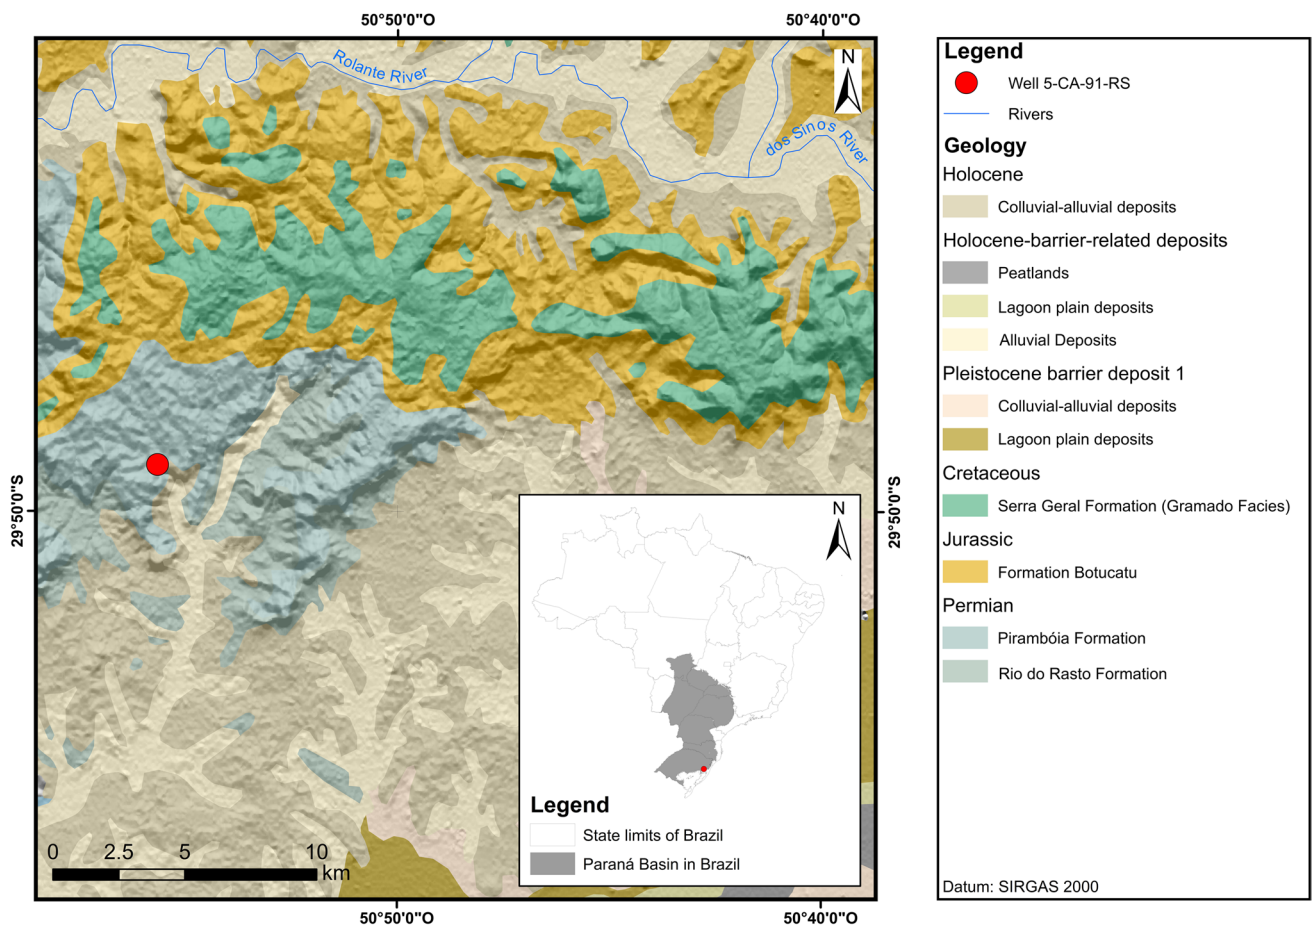 50°50'0"O
50°40'0"O
Rolante River
N
dos Sinos River
29°50'0"S
29°50'0"S
0 2.5 5 10
km
50°50'0"O
50°40'0"O
N
Legend
State limits of Brazil
Paraná Basin in Brazil
Legend
Well 5-CA-91-RS
Rivers
Geology
Holocene
Colluvial-alluvial deposits
Holocene-barrier-related deposits
Peatlands
Lagoon plain deposits
Alluvial Deposits
Pleistocene barrier deposit 1
Colluvial-alluvial deposits
Lagoon plain deposits
Cretaceous
Serra Geral Formation (Gramado Facies)
Jurassic
Formation Botucatu
Permian
Pirambóia Formation
Rio do Rasto Formation
Datum: SIRGAS 2000